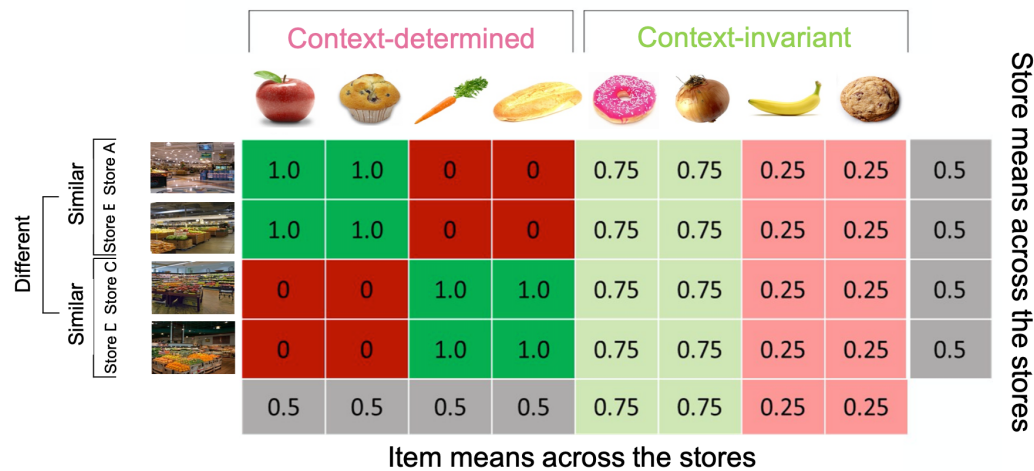 Context-determined Context-invariant
Different
Similar
Similar
Store A
Store B
Store C
Store D
1.0 1.0 0 0 0.75 0.75 0.25 0.25 0.5
1.0 1.0 0 0 0.75 0.75 0.25 0.25 0.5
0 0 1.0 1.0 0.75 0.75 0.25 0.25 0.5
0 0 1.0 1.0 0.75 0.75 0.25 0.25 0.5
0.5 0.5 0.5 0.5 0.75 0.75 0.25 0.25
Item means across the stores
Store means across the stores